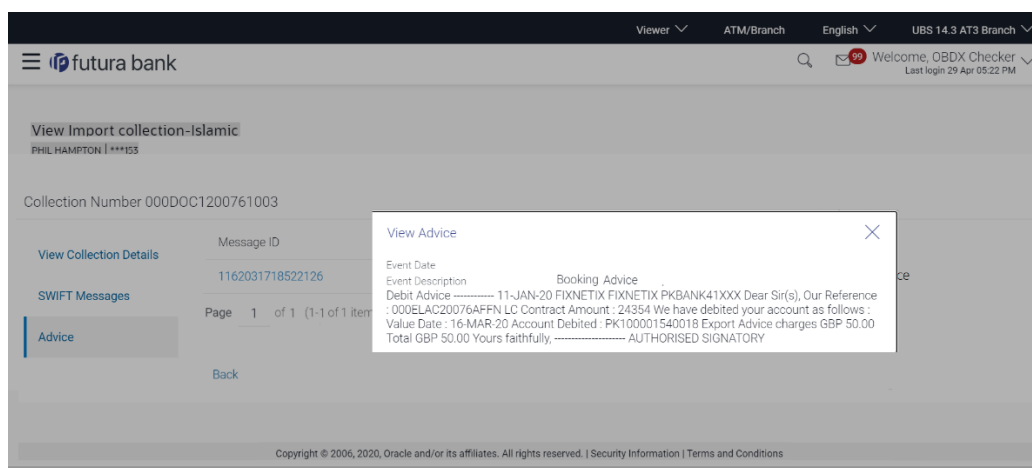 Viewer ATM/Branch English UBS 14.3 AT3 Branch
futura bank 99 Welcome, OBDX Checker
Last login 29 Apr 05:22 PM
View Import collection-Islamic
PHIL HAMPTON | ***153
Collection Number 000DOC1200761003
View Collection Details
SWIFT Messages
Advice
Message ID
1162031718522126
Page 1 of 1 (1-1 of 1 item
Back
View Advice
Event Date
Event Description Booking Advice
Debit Advice ------------ 11-JAN-20 FIXNETIX FIXNETIX PKBANK41XXX Dear Sir(s), Our Reference
: 000ELAC20076AFFN LC Contract Amount : 24354 We have debited your account as follows :
Value Date : 16-MAR-20 Account Debited : PK100001540018 Export Advice charges GBP 50.00
Total GBP 50.00 Yours faithfully, -------------------- AUTHORISED SIGNATORY
ce
Copyright © 2006, 2020, Oracle and/or its affiliates. All rights reserved. | Security Information | Terms and Conditions